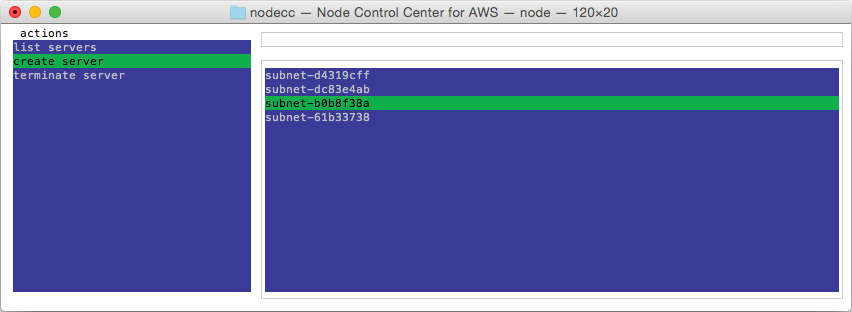 nodecc — Node Control Center for AWS — node — 120×20
actions
list servers
create server
terminate server
subnet-d4319cff
subnet-dc83e4ab
subnet-b0b8f38a
subnet-61b33738